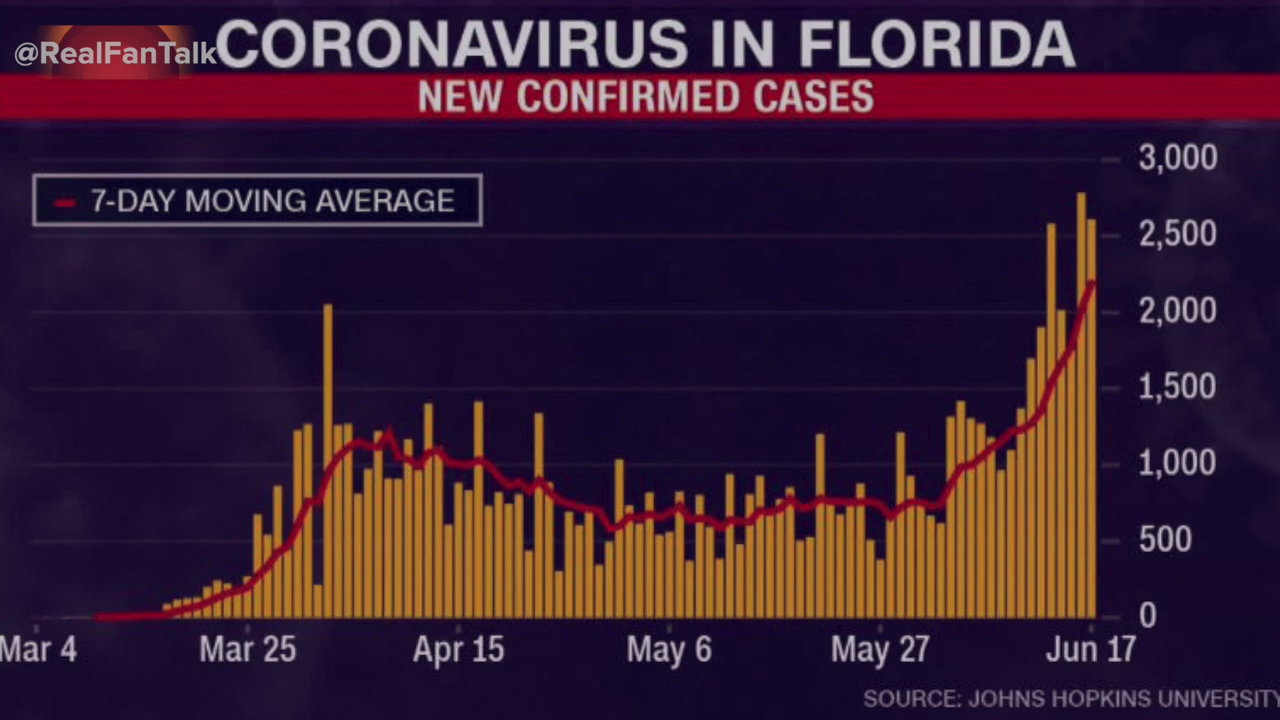 @RealFanTalk
CORONAVIRUS IN FLORIDA
NEW CONFIRMED CASES
7-DAY MOVING AVERAGE
3,000
2,500
2,000
1,500
1,000
500
0
Mar 4 Mar 25 Apr 15 May 6 May 27 Jun 17
SOURCE: JOHNS HOPKINS UNIVERSITY